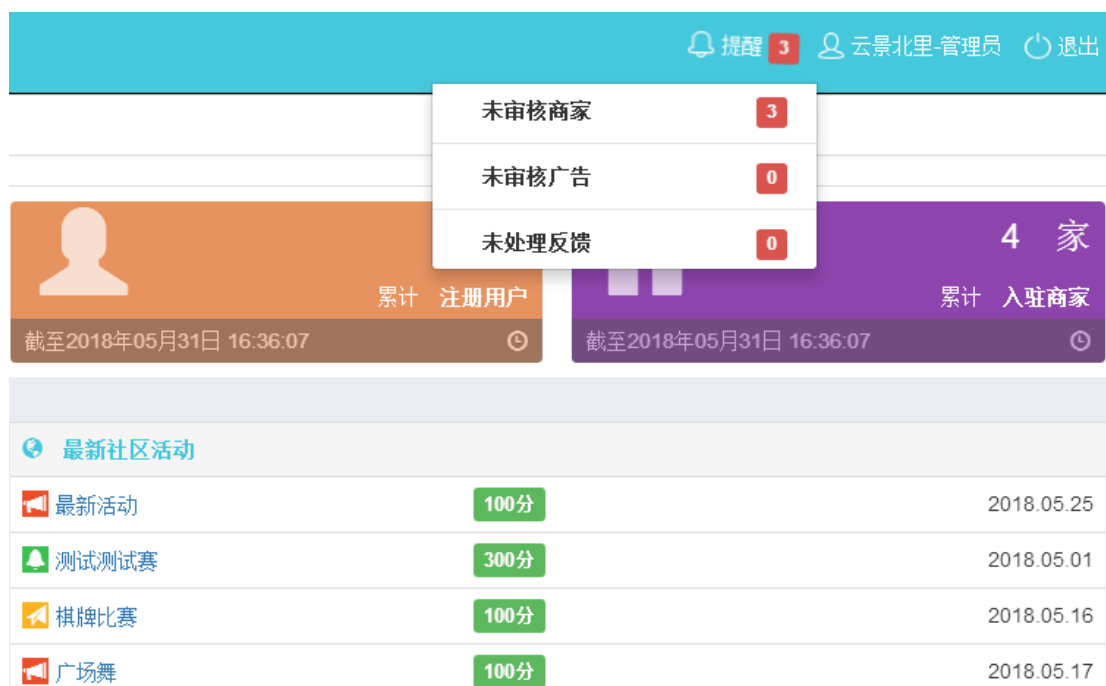 提醒 3 云景北里-管理员 退出
未审核商家 3
未审核广告 0
未处理反馈 0
4 家
累计 注册用户
累计 入驻商家
截至2018年05月31日 16:36:07
截至2018年05月31日 16:36:07
最新社区活动
最新活动 100分 2018.05.25
测试测试赛 300分 2018.05.01
棋牌比赛 100分 2018.05.16
广场舞 100分 2018.05.17